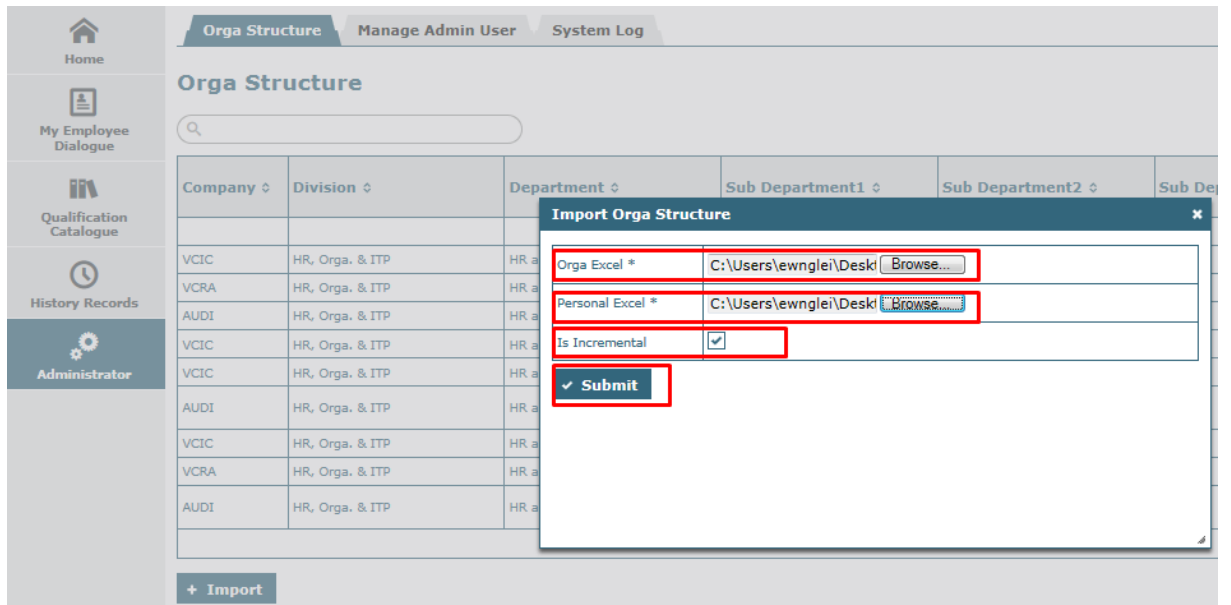 Home
My Employee
Dialogue
Qualification
Catalogue
History Records
Administrator
Orga Structure Manage Admin User System Log
Orga Structure
Company Division Department Sub Department1 Sub Department2 Sub De
VCIC HR, Orga. & ITP HR a
VCRA HR, Orga. & ITP HR a
AUDI HR, Orga. & ITP HR a
VCIC HR, Orga. & ITP HR a
VCIC HR, Orga. & ITP HR a
AUDI HR, Orga. & ITP HR a
VCIC HR, Orga. & ITP HR a
VCRA HR, Orga. & ITP HR a
AUDI HR, Orga. & ITP HR a
+ Import
Import Orga Structure
Orga Excel * C:\Users\ewnglei\Deskt Browse...
Personal Excel * C:\Users\ewnglei\Deskt Browse...
Is Incremental
Submit